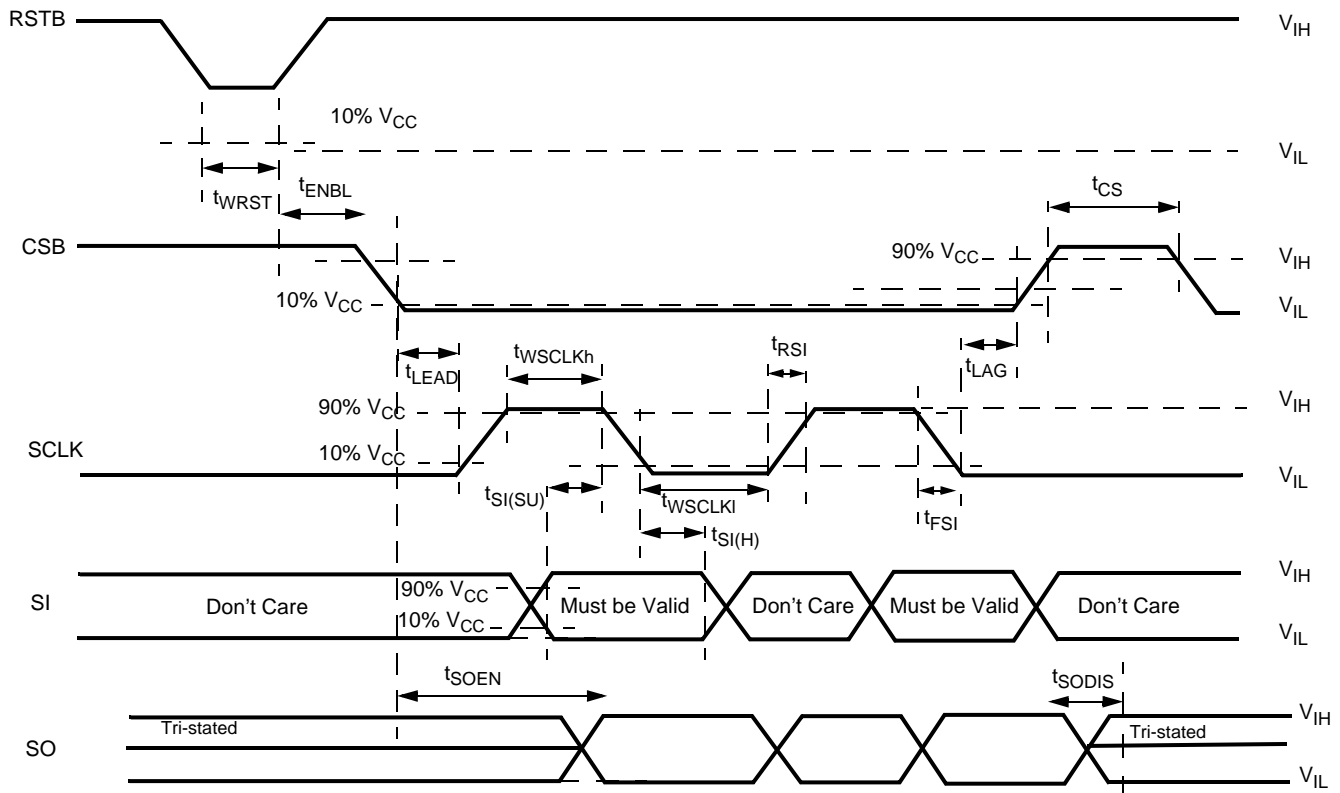 RSTB
VIH
10% VCC
VIL
tWRST
tENBL
tCS
CSB
90% VCC
VIH
10% VCC
VIL
tLEAD
tWSCLKh
tRSI
tLAG
90% VCC
VIH
SCLK
10% VCC
VIL
tSI(SU)
tWSCLKl
tFSI
tSI(H)
SI
90% VCC
VIH
Don't Care
Must be Valid
Don't Care
Must be Valid
Don't Care
10% VCC
VIL
tSOEN
tSODIS
Tri-stated
VIH
Tri-stated
SO
VIL